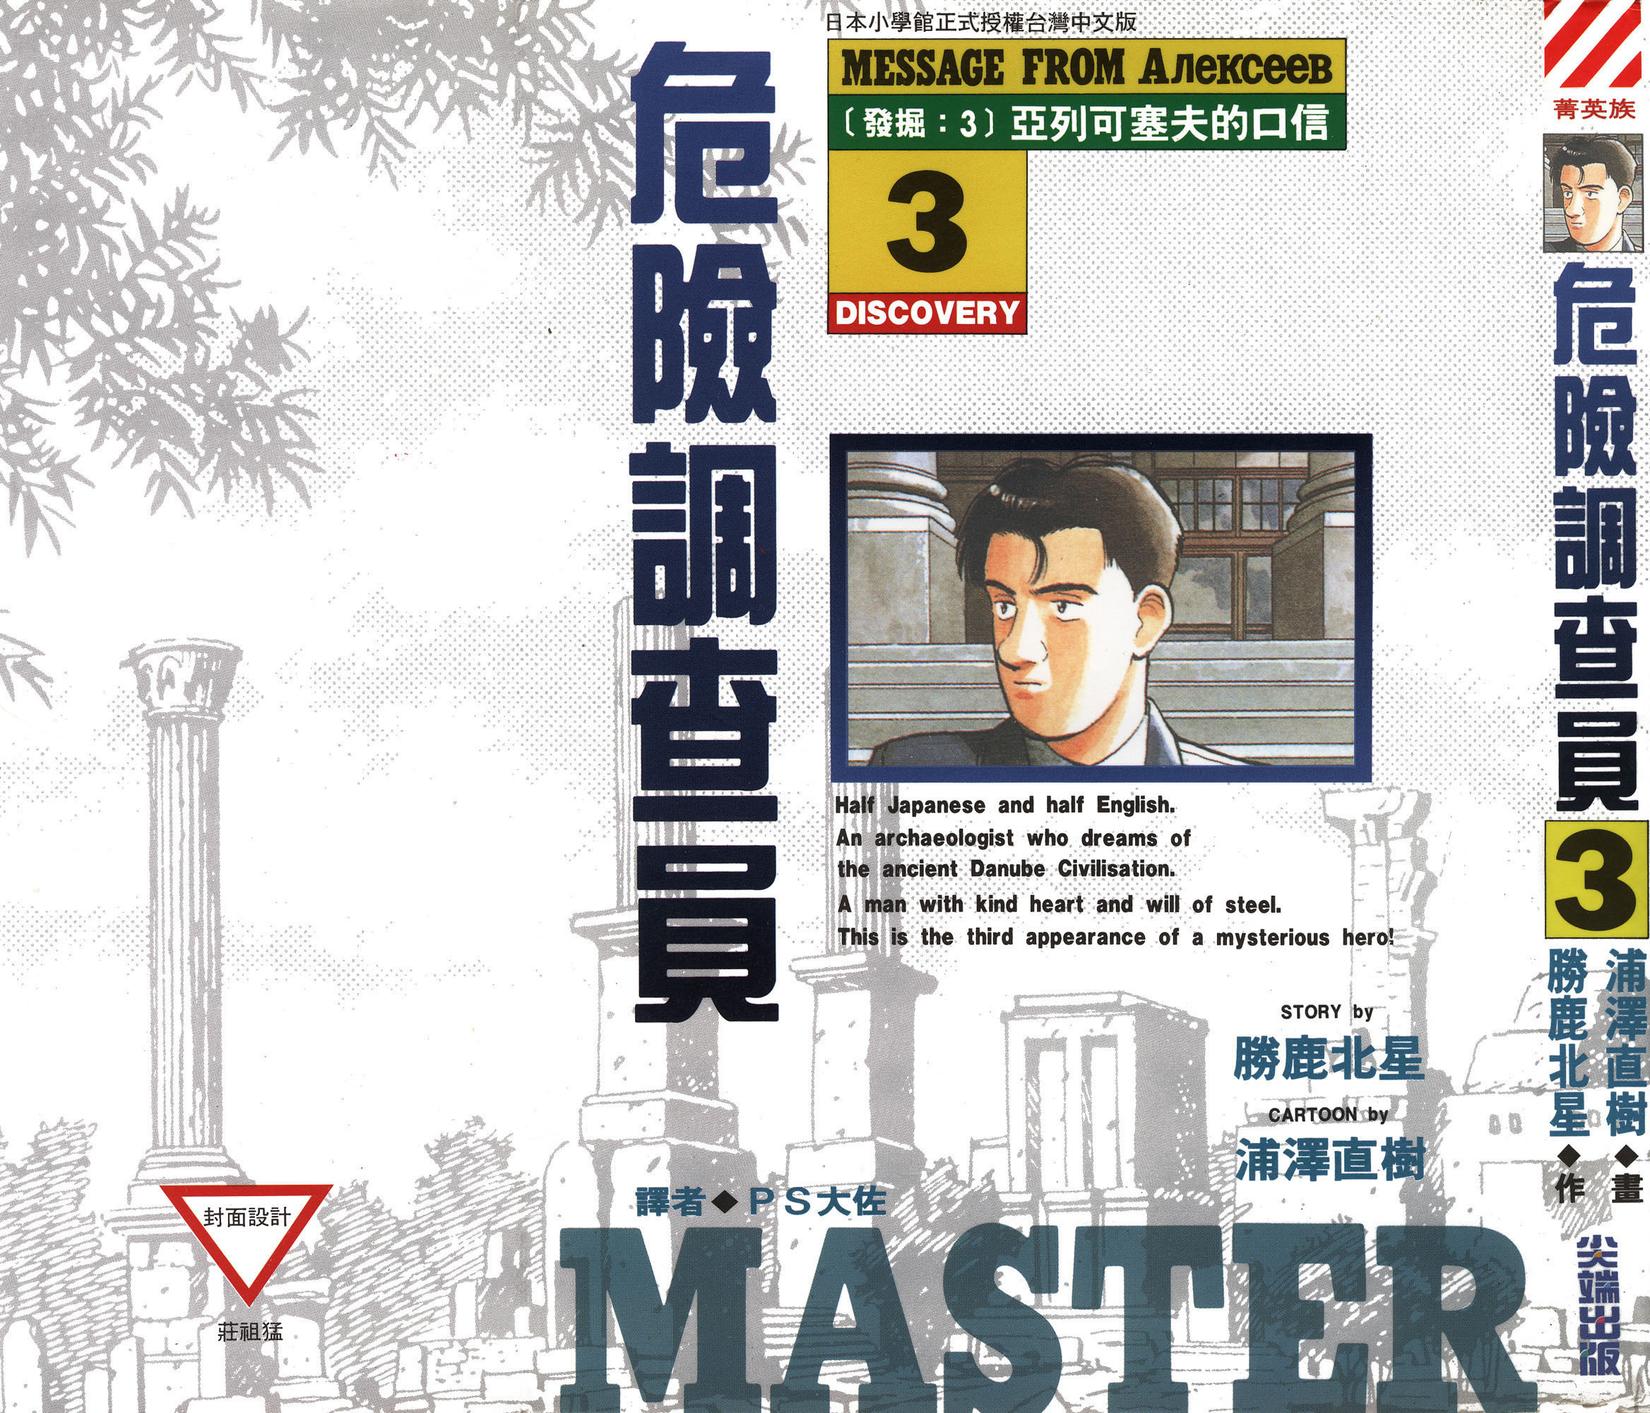 日本小學館正式授權台灣中文版
MESSAGE FROM Алексеев
〔發掘：3〕亞列可塞夫的口信
3
DISCOVERY
危險調查員
Half Japanese and half English.
An archaeologist who dreams of
the ancient Danube Civilisation.
A man with kind heart and will of steel.
This is the third appearance of a mysterious hero!
STORY by
勝鹿北星
CARTOON by
浦澤直樹
譯者◆PS大佐
MASTER
封面設計
莊祖猛
菁英族
危險調查員
3
浦澤直樹◆畫
勝鹿北星◆作
尖端出版